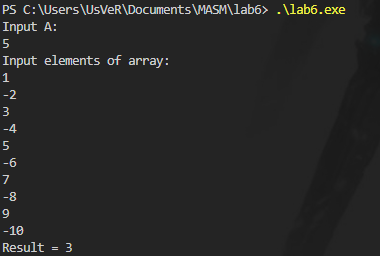 PS C:\Users\UsVeR\Documents\MASM\lab6> .\lab6.exe
Input A:
5
Input elements of array:
1
-2
3
-4
5
-6
7
-8
9
-10
Result = 3